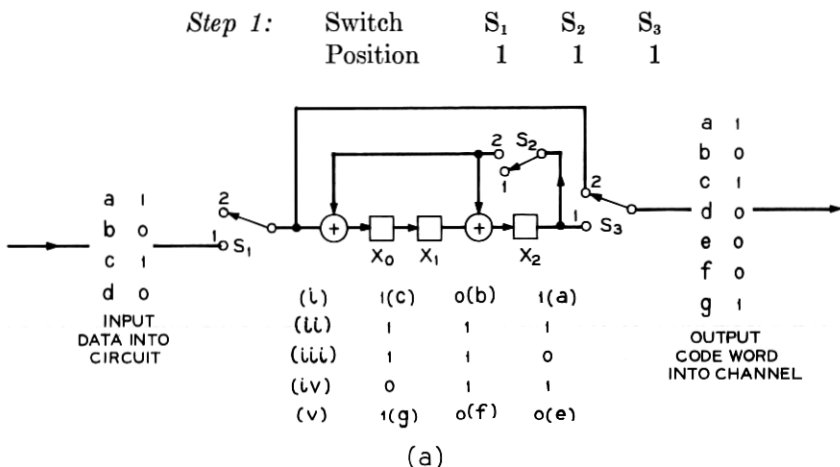 Step 1: Switch S₁ S₂ S₃
Position 1 1 1
a 1
b 0
c 1
d 0
INPUT
DATA INTO
CIRCUIT
2
1 S₁
+
X₀
X₁
+
X₂
2 S₂
1
2
1 S₃
(i) 1(c) 0(b) 1(a)
(ii) 1 1 1
(iii) 1 1 0
(iv) 0 1 1
(v) 1(g) 0(f) 0(e)
a 1
b 0
c 1
d 0
e 0
f 0
g 1
OUTPUT
CODE WORD
INTO CHANNEL
(a)